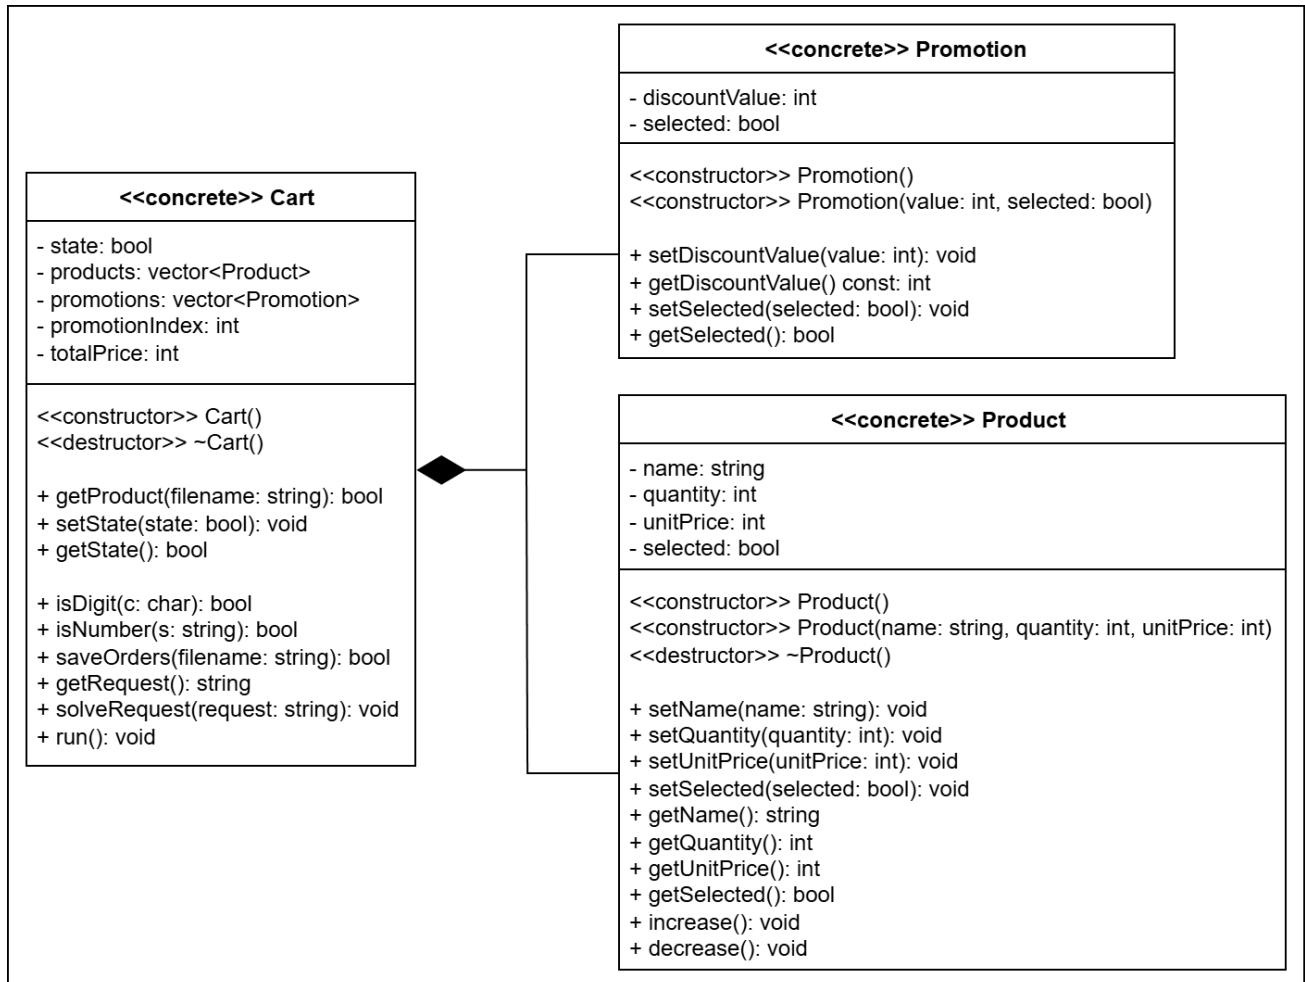 <<concrete>> Cart
- state: bool
- products: vector<Product>
- promotions: vector<Promotion>
- promotionIndex: int
- totalPrice: int
<<constructor>> Cart()
<<destructor>> ~Cart()
+ getProduct(filename: string): bool
+ setState(state: bool): void
+ getState(): bool
+ isDigit(c: char): bool
+ isNumber(s: string): bool
+ saveOrders(filename: string): bool
+ getRequest(): string
+ solveRequest(request: string): void
+ run(): void
<<concrete>> Promotion
- discountValue: int
- selected: bool
<<constructor>> Promotion()
<<constructor>> Promotion(value: int, selected: bool)
+ setDiscountValue(value: int): void
+ getDiscountValue() const: int
+ setSelected(selected: bool): void
+ getSelected(): bool
<<concrete>> Product
- name: string
- quantity: int
- unitPrice: int
- selected: bool
<<constructor>> Product()
<<constructor>> Product(name: string, quantity: int, unitPrice: int)
<<destructor>> ~Product()
+ setName(name: string): void
+ setQuantity(quantity: int): void
+ setUnitPrice(unitPrice: int): void
+ setSelected(selected: bool): void
+ getName(): string
+ getQuantity(): int
+ getUnitPrice(): int
+ getSelected(): bool
+ increase(): void
+ decrease(): void